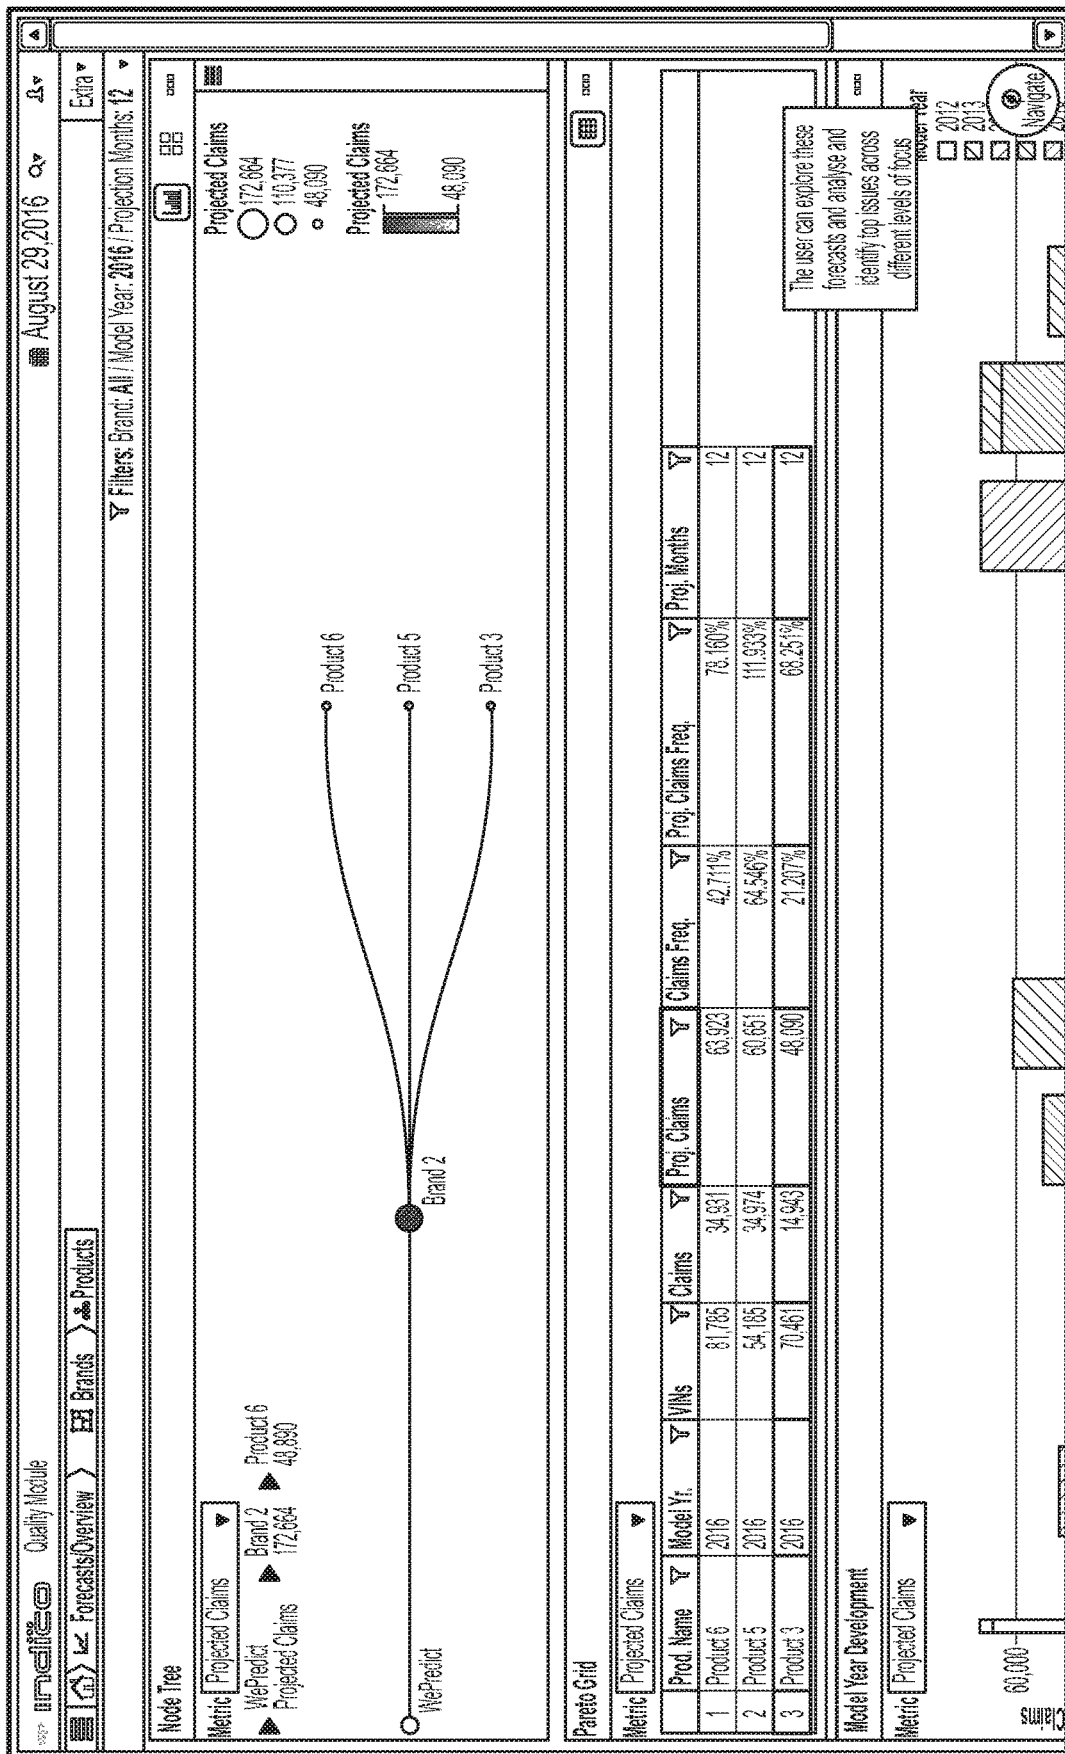 indico Quality Module August 29,2016
Forecasts/Overview Brands Products Extra
Filters: Brand: All / Model Year: 2016 / Projection Months: 12
Node Tree
Metric Projected Claims
WePredict Brand 2 Product 6
Projected Claims 172,664 48,890
WePredict
Brand 2
Product 6
Product 5
Product 3
Projected Claims
172,664
110,377
48,090
Projected Claims
172,664
48,090
Pareto Grid
Metric Projected Claims
Prod. Name Model Yr. VINs Claims Proj. Claims Claims Freq. Proj. Claims Freq. Proj. Months
1 Product 6 2016 81,785 34,931 63,923 42.711% 78.160% 12
2 Product 5 2016 54,185 34,974 60,651 64.546% 111.933% 12
3 Product 3 2016 70,461 14,943 48,090 21.207% 68.251% 12
The user can explore these
forecasts and analyse and
identify top issues across
different levels of focus
Model Year Development
Metric Projected Claims
60,000
Claims
Model Year
2012
2013
Navigate